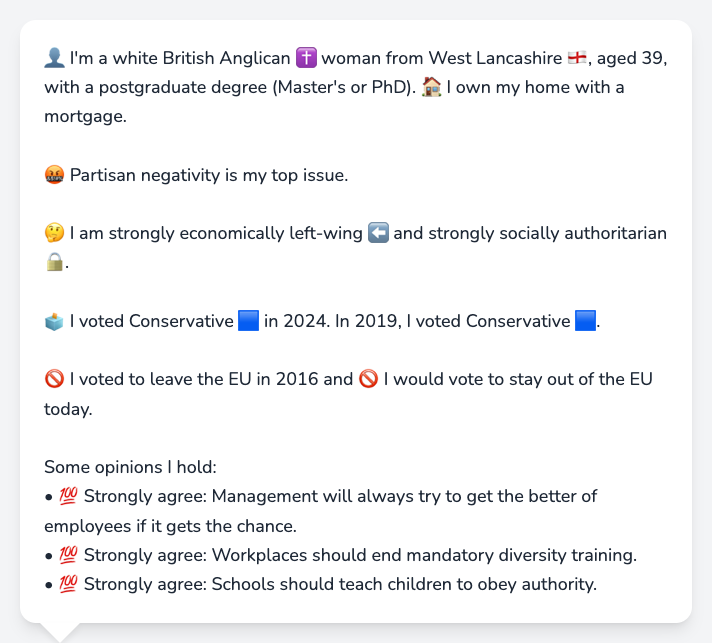 👤 I'm a white British Anglican ✝️ woman from West Lancashire 🏴󠁧󠁢󠁥󠁮󠁧󠁿, aged 39,
with a postgraduate degree (Master's or PhD). 🏠 I own my home with a
mortgage.
🤬 Partisan negativity is my top issue.
🤔 I am strongly economically left-wing ⬅️ and strongly socially authoritarian
🔒.
🗳️ I voted Conservative 🟦 in 2024. In 2019, I voted Conservative 🟦.
🚫 I voted to leave the EU in 2016 and 🚫 I would vote to stay out of the EU
today.
Some opinions I hold:
• 💯 Strongly agree: Management will always try to get the better of
employees if it gets the chance.
• 💯 Strongly agree: Workplaces should end mandatory diversity training.
• 💯 Strongly agree: Schools should teach children to obey authority.